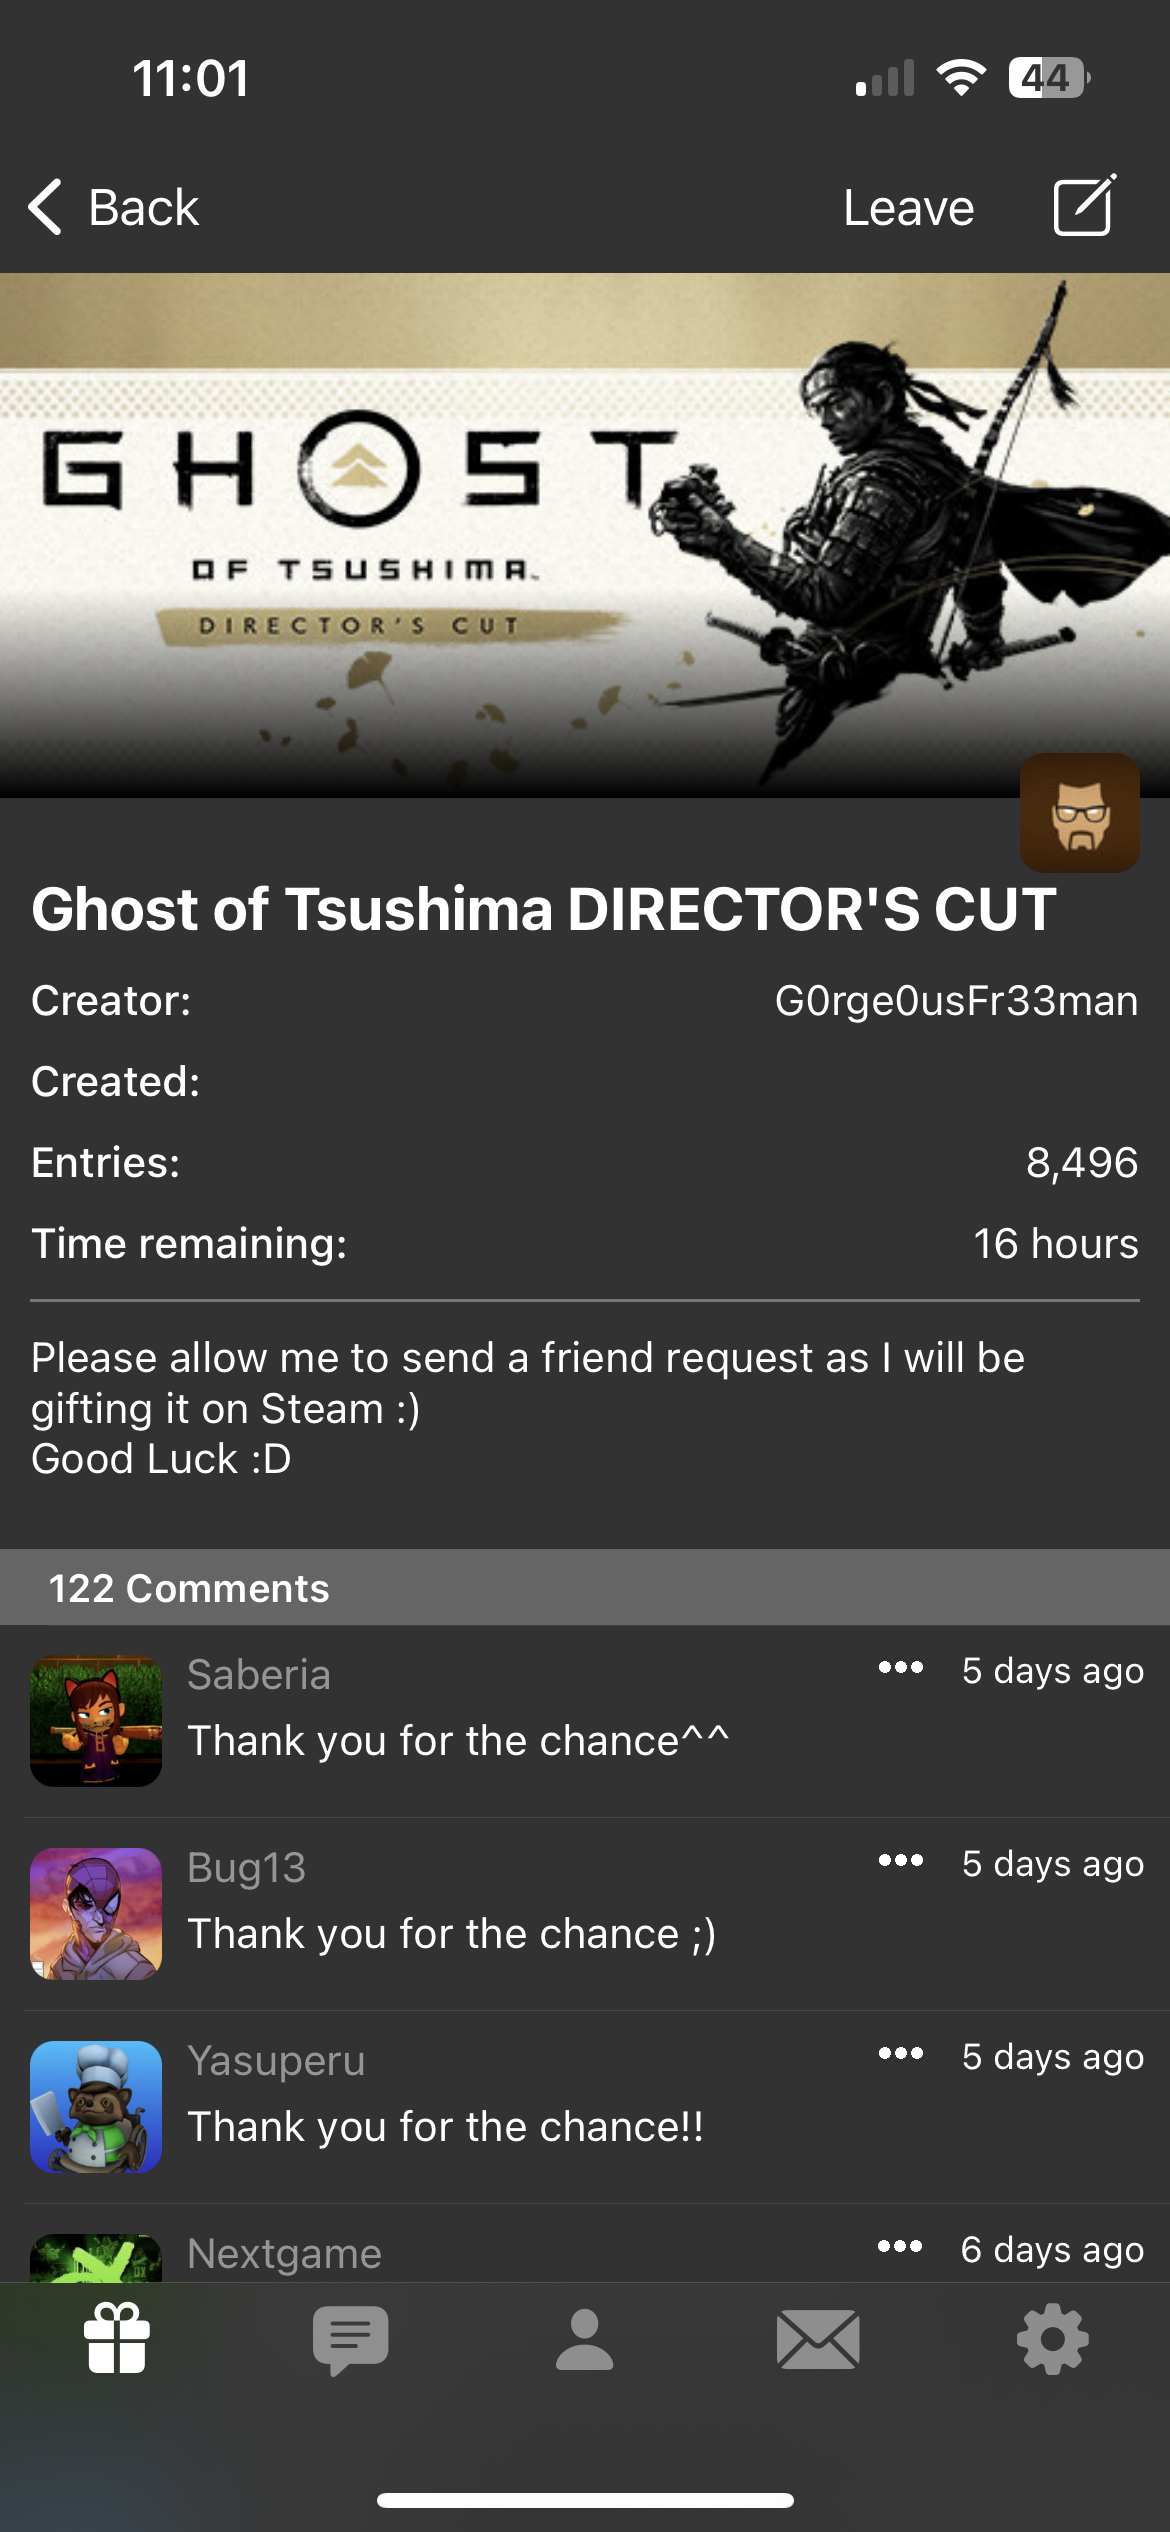 11:01
44
Back
Leave
GHOST
OF TSUSHIMA™
DIRECTOR'S CUT
Ghost of Tsushima DIRECTOR'S CUT
Creator: G0rge0usFr33man
Created:
Entries: 8,496
Time remaining: 16 hours
Please allow me to send a friend request as I will be
gifting it on Steam :)
Good Luck :D
122 Comments
Saberia ••• 5 days ago
Thank you for the chance^^
Bug13 ••• 5 days ago
Thank you for the chance ;)
Yasuperu ••• 5 days ago
Thank you for the chance!!
Nextgame ••• 6 days ago